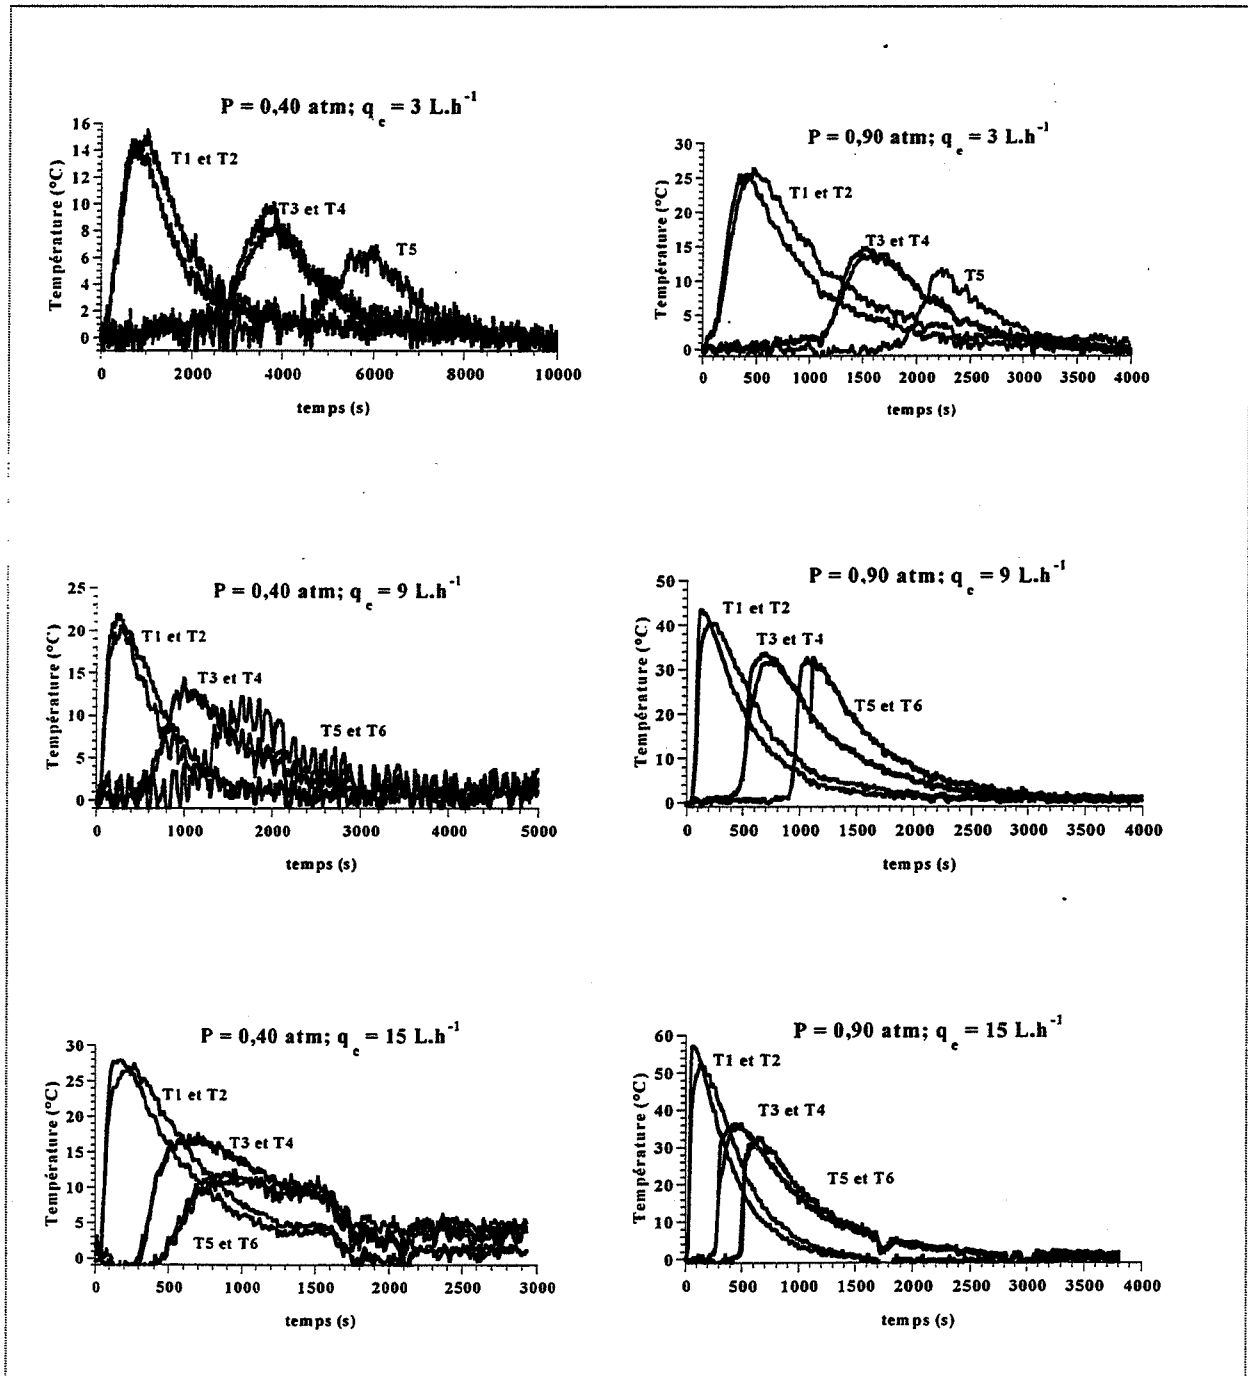 P = 0,40 atm; q_e = 3 L.h⁻¹
16
14
12
10
8
6
4
2
0
Température (°C)
T1 et T2
T3 et T4
T5
0 2000 4000 6000 8000 10000
temps (s)
P = 0,90 atm; q_e = 3 L.h⁻¹
30
25
20
15
10
5
0
Température (°C)
T1 et T2
T3 et T4
T5
0 500 1000 1500 2000 2500 3000 3500 4000
temps (s)
P = 0,40 atm; q_e = 9 L.h⁻¹
25
20
15
10
5
0
Température (°C)
T1 et T2
T3 et T4
T5 et T6
0 1000 2000 3000 4000 5000
temps (s)
P = 0,90 atm; q_e = 9 L.h⁻¹
50
40
30
20
10
0
Température (°C)
T1 et T2
T3 et T4
T5 et T6
0 500 1000 1500 2000 2500 3000 3500 4000
temps (s)
P = 0,40 atm; q_e = 15 L.h⁻¹
30
25
20
15
10
5
0
Température (°C)
T1 et T2
T3 et T4
T5 et T6
0 500 1000 1500 2000 2500 3000
temps (s)
P = 0,90 atm; q_e = 15 L.h⁻¹
60
50
40
30
20
10
0
Température (°C)
T1 et T2
T3 et T4
T5 et T6
0 500 1000 1500 2000 2500 3000 3500 4000
temps (s)